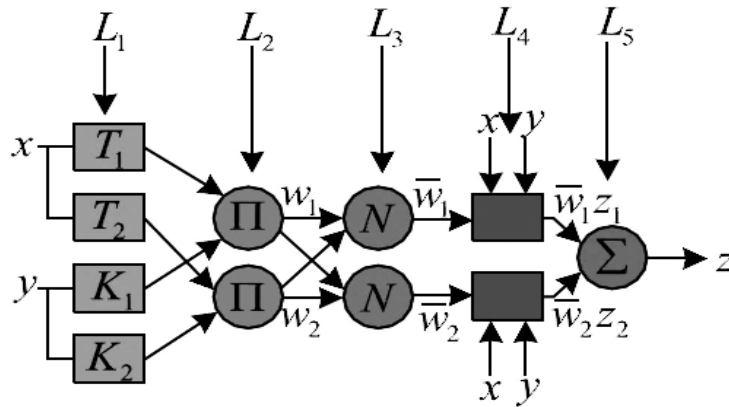 L₁ L₂ L₃ L₄ L₅
x y
x T₁
T₂
Π w₁ N w̅₁ w̅₁z₁
Σ z
y K₁
K₂
Π w₂ N w̅₂ w̅₂z₂
x y